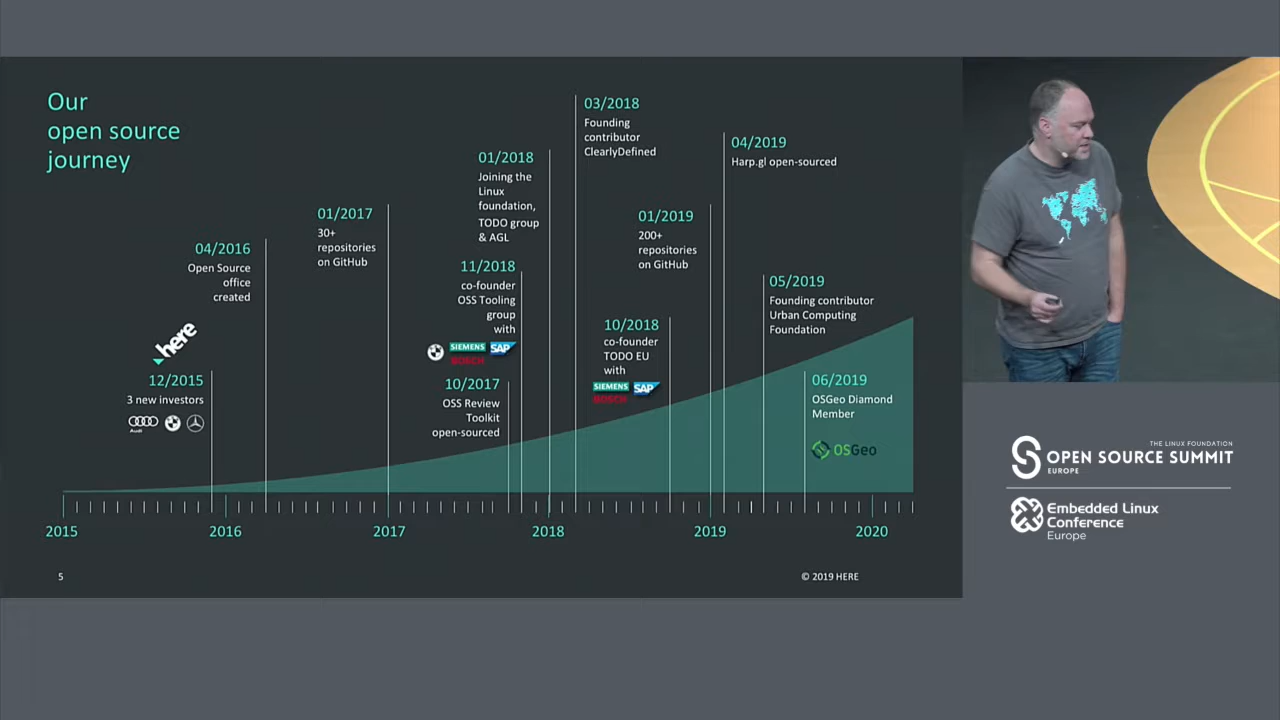 Our
open source
journey
12/2015
3 new investors
Audi
here
04/2016
Open Source
office
created
01/2017
30+
repositories
on GitHub
10/2017
OSS Review
Toolkit
open-sourced
11/2018
co-founder
OSS Tooling
group
with
SIEMENS SAP
BOSCH
01/2018
Joining the
Linux
foundation,
TODO group
& AGL
03/2018
Founding
contributor
ClearlyDefined
10/2018
co-founder
TODO EU
with
SIEMENS SAP
BOSCH
01/2019
200+
repositories
on GitHub
04/2019
Harp.gl open-sourced
05/2019
Founding contributor
Urban Computing
Foundation
06/2019
OSGeo Diamond
Member
OSGeo
2015 2016 2017 2018 2019 2020
5
© 2019 HERE
THE LINUX FOUNDATION
OPEN SOURCE SUMMIT
EUROPE
Embedded Linux
Conference
Europe